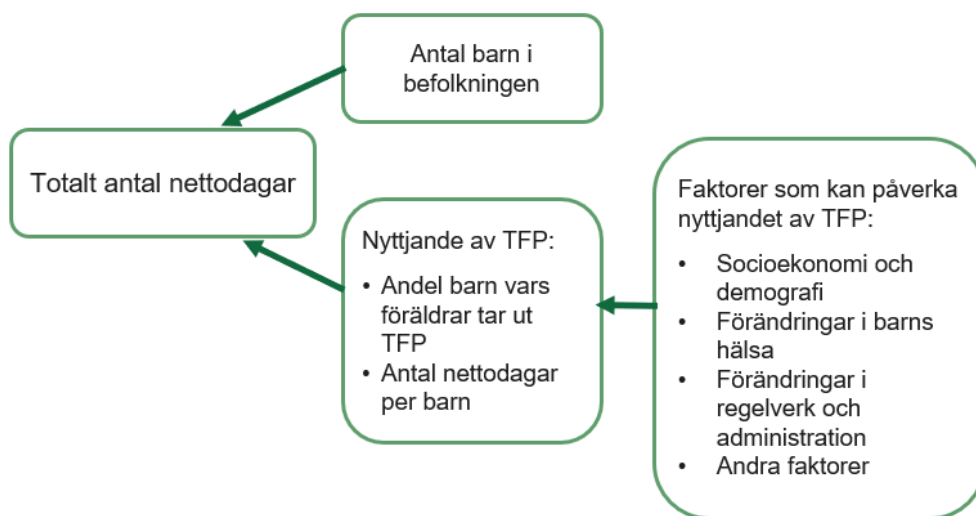 Antal barn i
befolkningen
Totalt antal nettodagar
Nyttjande av TFP:
• Andel barn vars
föräldrar tar ut
TFP
• Antal nettodagar
per barn
Faktorer som kan påverka
nyttjandet av TFP:
• Socioekonomi och
demografi
• Förändringar i barns
hälsa
• Förändringar i
regelverk och
administration
• Andra faktorer